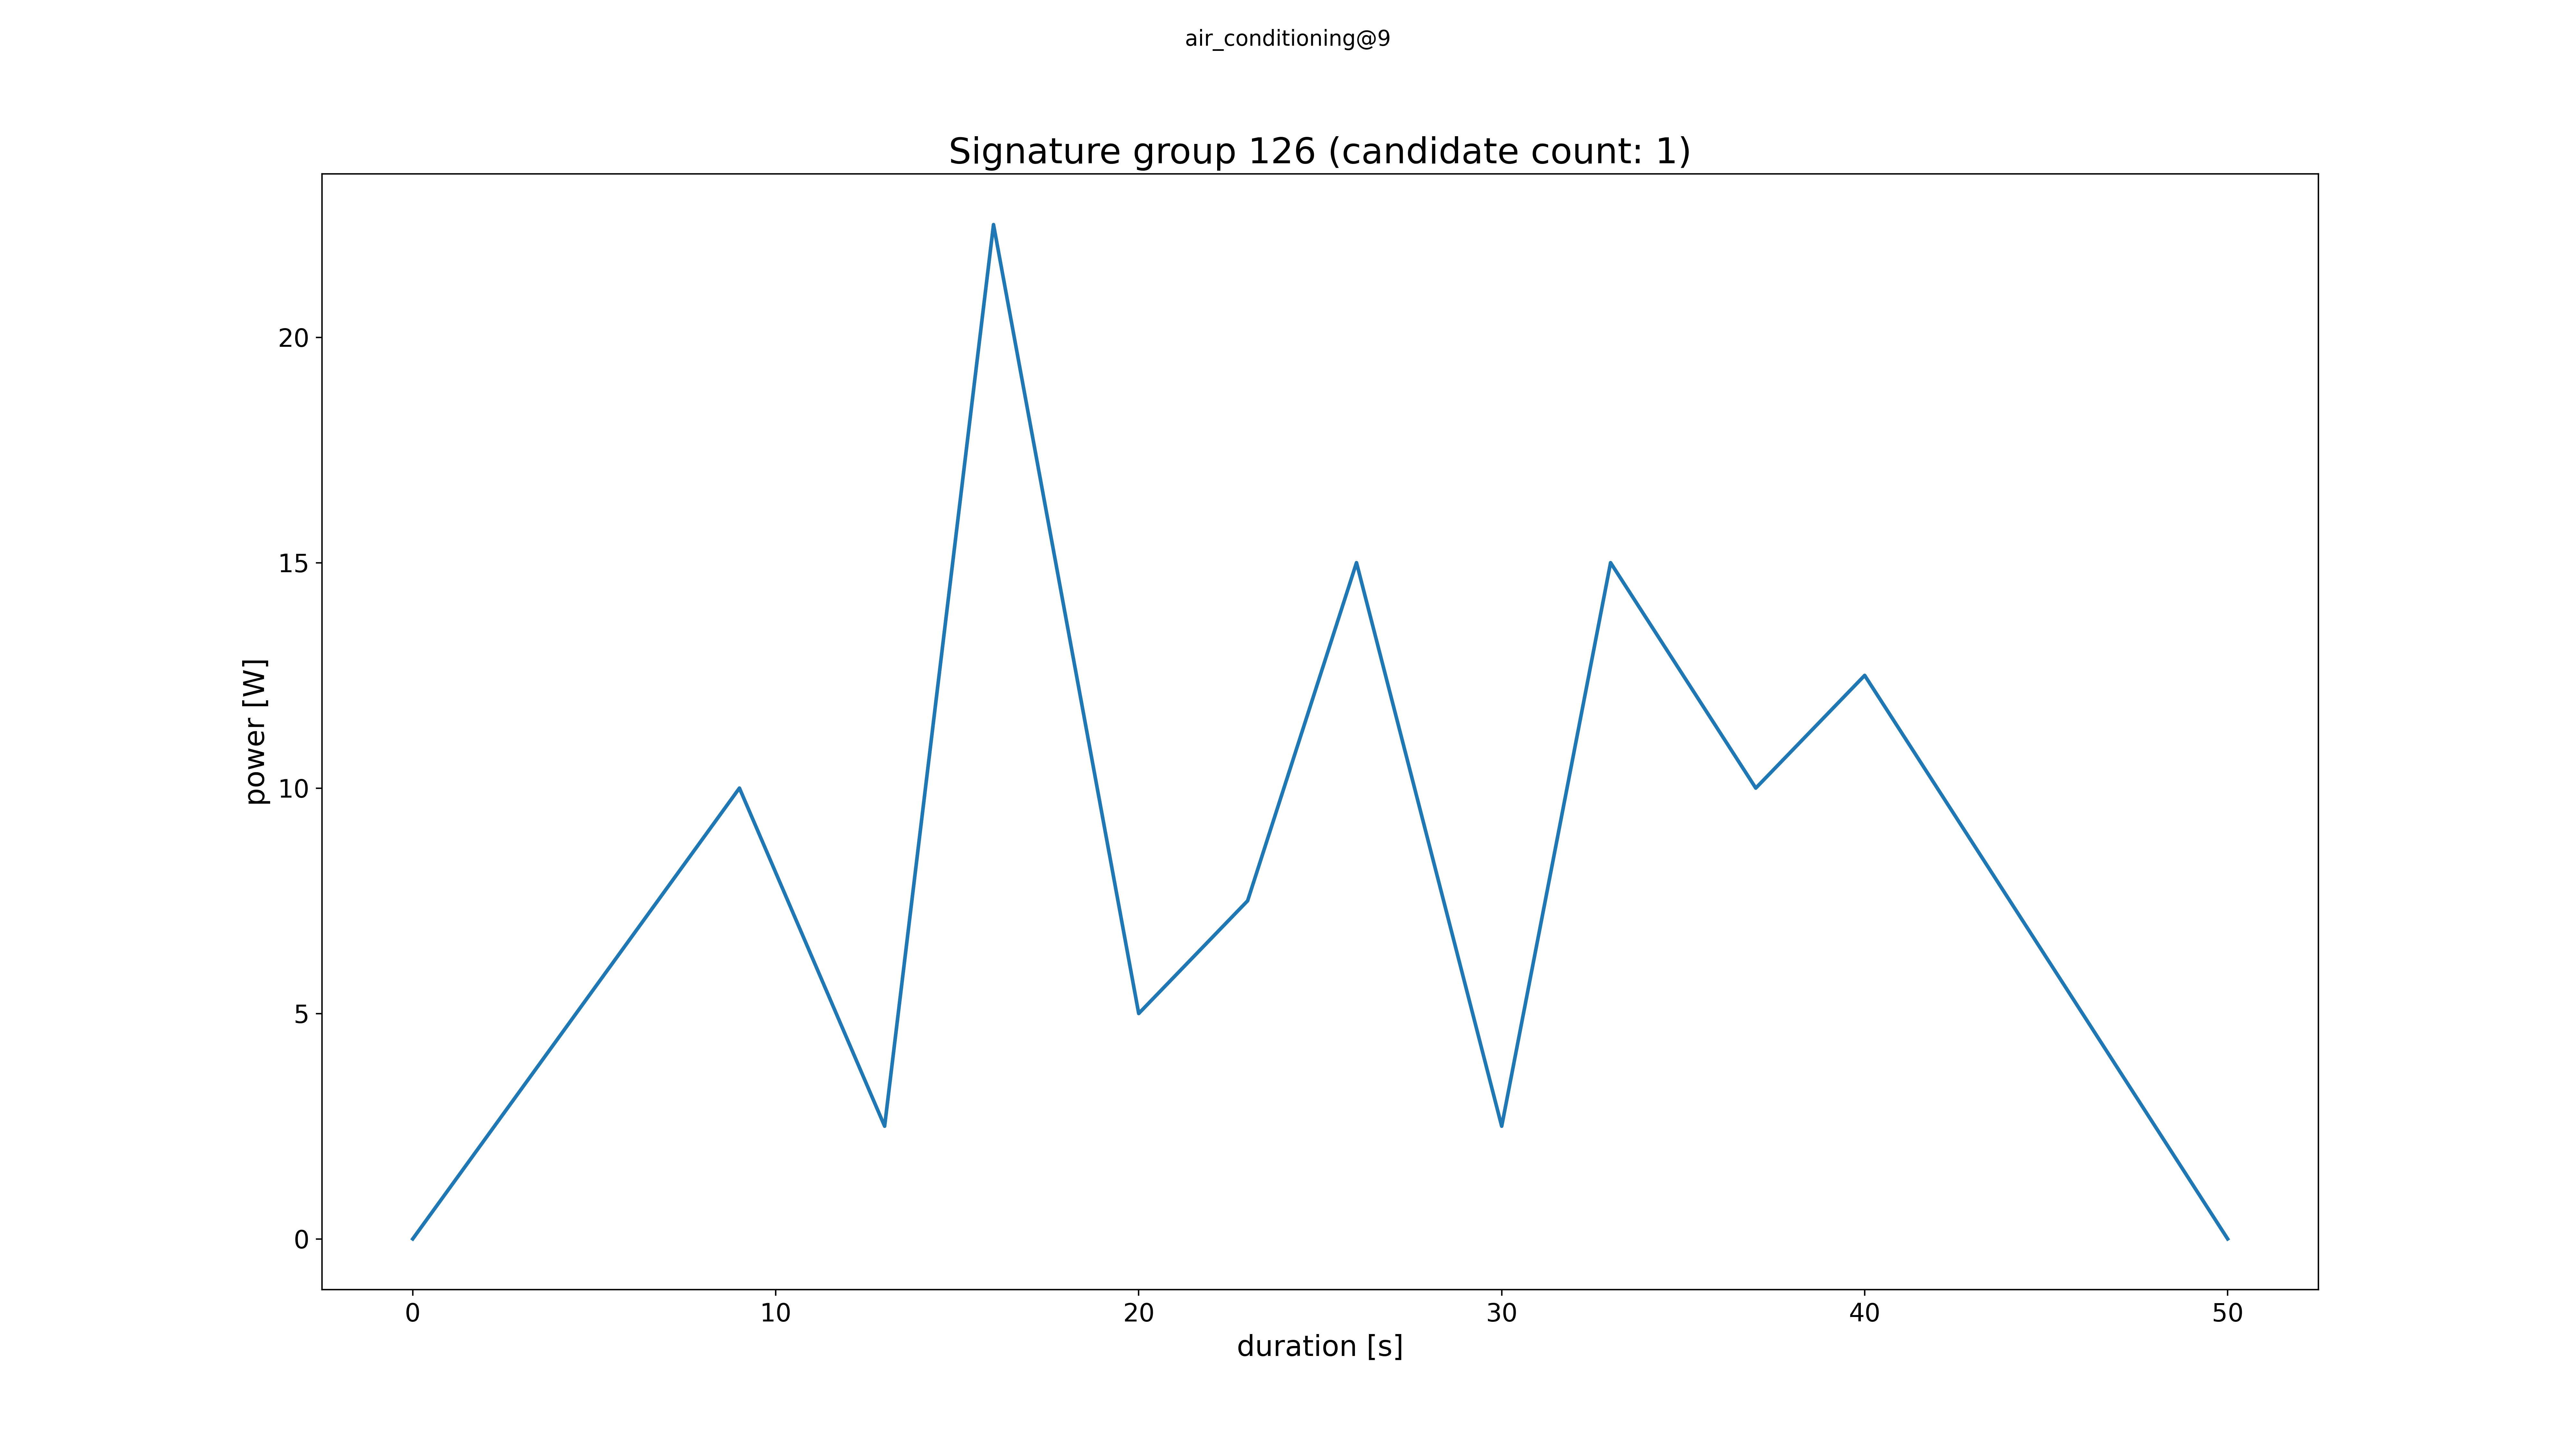 air_conditioning@9
Signature group 126 (candidate count: 1)
20
15
10
5
0
power [W]
0 10 20 30 40 50
duration [s]